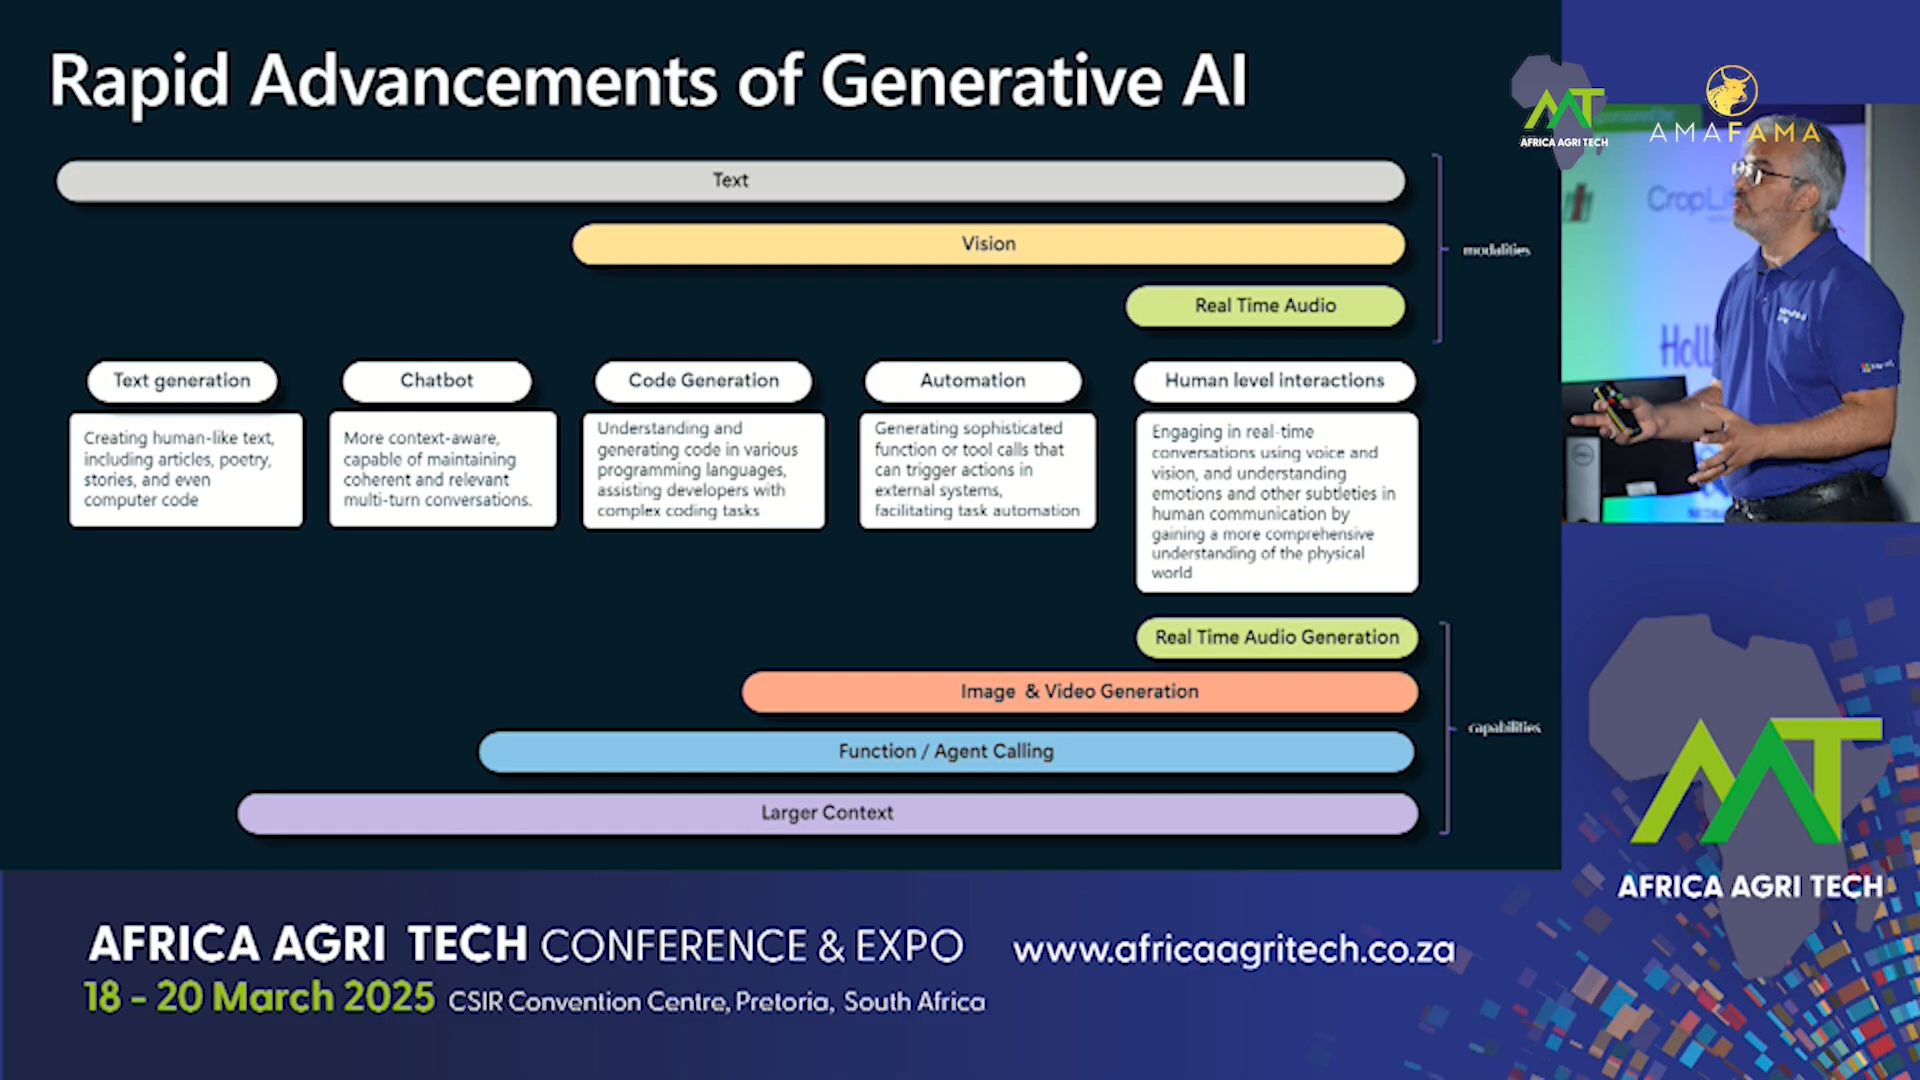 Rapid Advancements of Generative AI
AFRICA AGRI TECH
AMAFAMA
Text
Vision
modalities
Real Time Audio
Text generation
Creating human-like text,
including articles, poetry,
stories, and even
computer code
Chatbot
More context-aware,
capable of maintaining
coherent and relevant
multi-turn conversations.
Code Generation
Understanding and
generating code in various
programming languages,
assisting developers with
complex coding tasks
Automation
Generating sophisticated
function or tool calls that
can trigger actions in
external systems,
facilitating task automation
Human level interactions
Engaging in real-time
conversations using voice and
vision, and understanding
emotions and other subtleties in
human communication by
gaining a more comprehensive
understanding of the physical
world
Real Time Audio Generation
Image & Video Generation
Function / Agent Calling
Larger Context
capabilities
AFRICA AGRI TECH
AFRICA AGRI TECH CONFERENCE & EXPO
www.africaagritech.co.za
18 - 20 March 2025 CSIR Convention Centre, Pretoria, South Africa